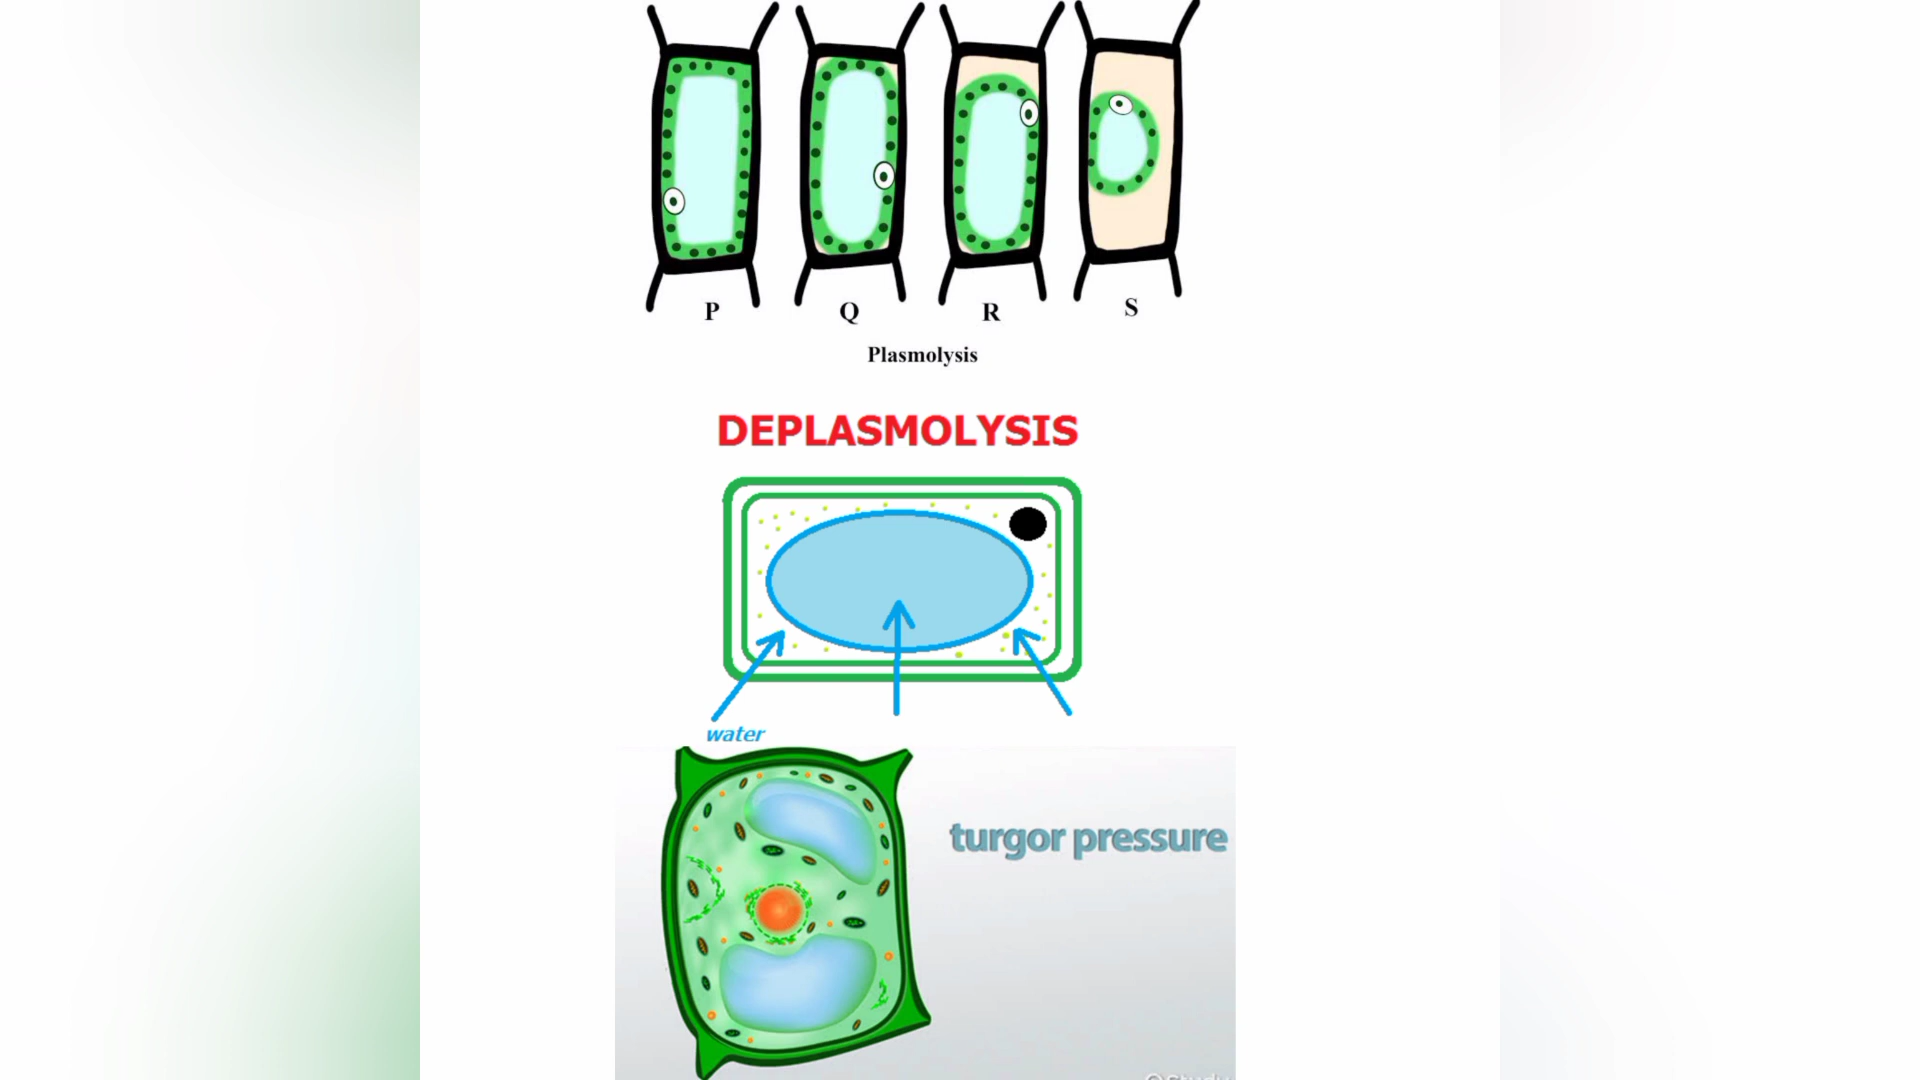 P Q R S
Plasmolysis
DEPLASMOLYSIS
water
turgor pressure